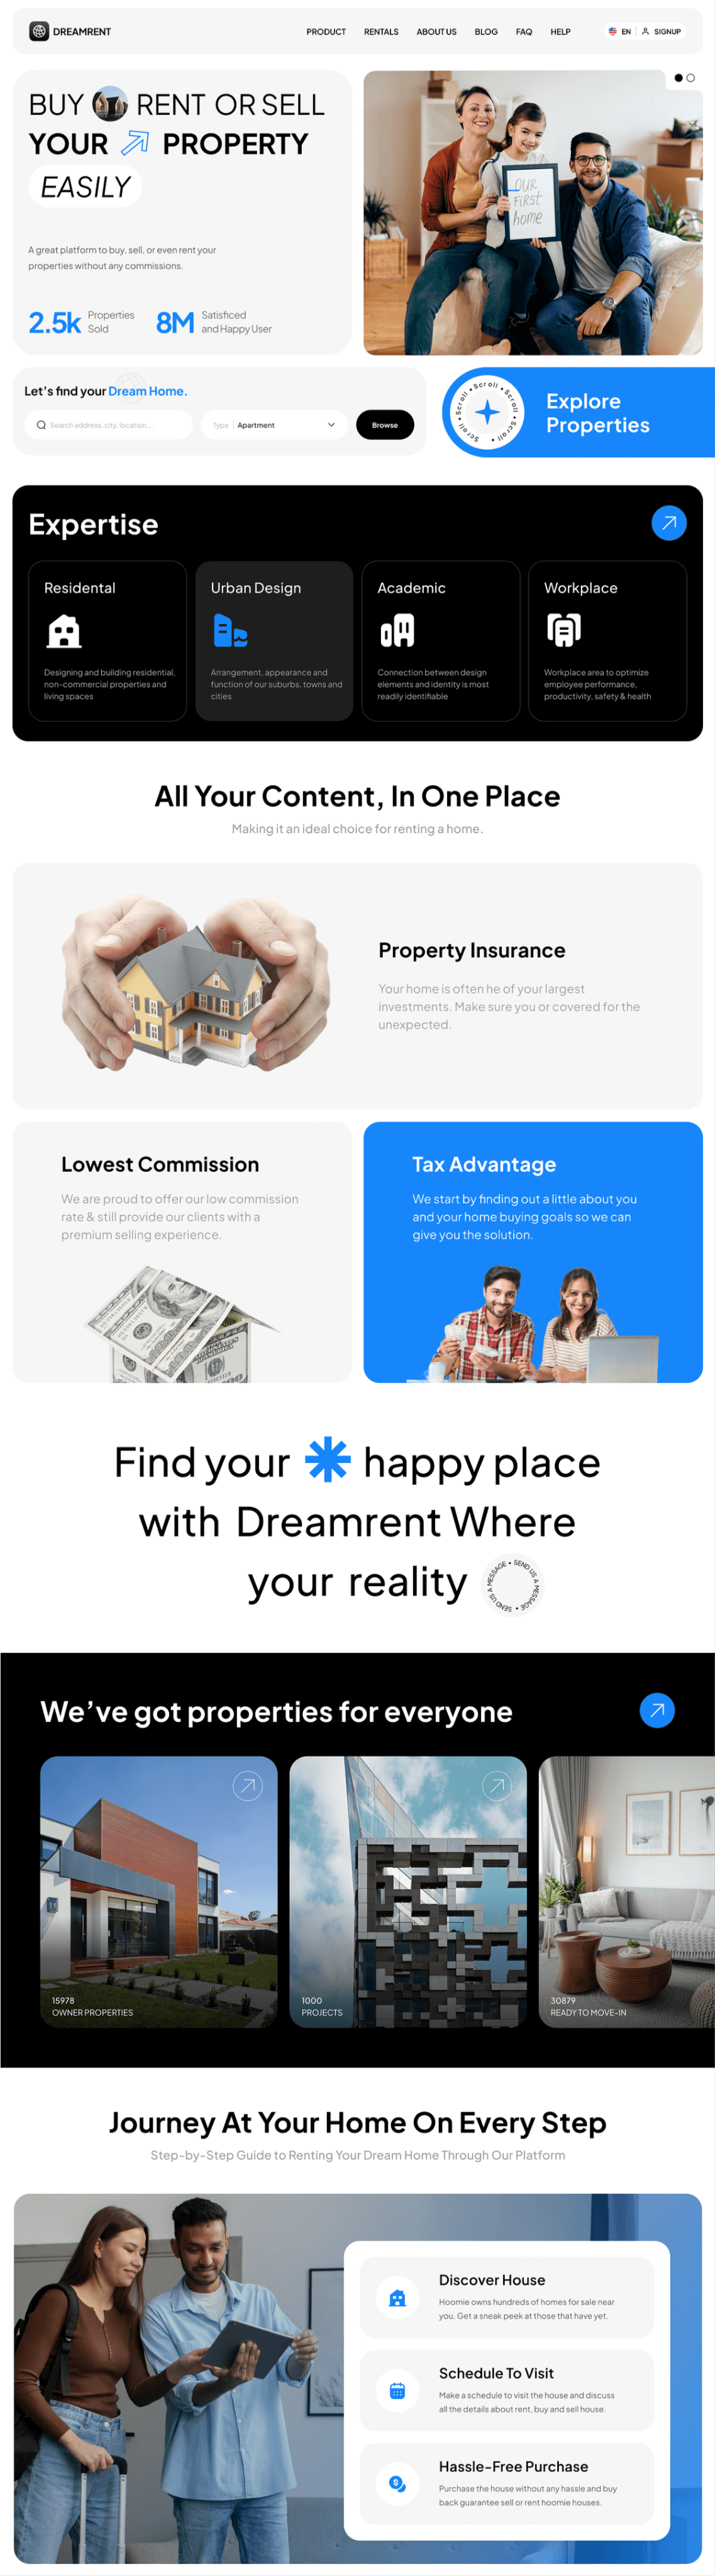 DREAMRENT
PRODUCT
RENTALS
ABOUT US
BLOG
FAQ
HELP
EN
SIGNUP
BUY RENT OR SELL
YOUR PROPERTY
EASILY
A great platform to buy, sell, or even rent your
properties without any commissions.
2.5k
Properties
Sold
8M
Satisficed
and Happy User
OUR
FIRST
home
Let's find your Dream Home.
Search address, city, location....
Type
Apartment
Browse
Scroll • Scroll • Scroll • Scroll • Scroll •
Explore
Properties
Expertise
Residental
Designing and building residential,
non-commercial properties and
living spaces
Urban Design
Arrangement, appearance and
function of our suburbs, towns and
cities
Academic
Connection between design
elements and identity is most
readily identifiable
Workplace
Workplace area to optimize
employee performance,
productivity, safety & health
All Your Content, In One Place
Making it an ideal choice for renting a home.
Property Insurance
Your home is often he of your largest
investments. Make sure you or covered for the
unexpected.
Lowest Commission
We are proud to offer our low commission
rate & still provide our clients with a
premium selling experience.
Tax Advantage
We start by finding out a little about you
and your home buying goals so we can
give you the solution.
Find your happy place
with Dreamrent Where
your reality
SEND US A MESSAGE • SEND US A MESSAGE •
We've got properties for everyone
15978
OWNER PROPERTIES
1000
PROJECTS
30879
READY TO MOVE-IN
Journey At Your Home On Every Step
Step-by-Step Guide to Renting Your Dream Home Through Our Platform
Discover House
Hoomie owns hundreds of homes for sale near
you. Get a sneak peek at those that have yet.
Schedule To Visit
Make a schedule to visit the house and discuss
all the details about rent, buy and sell house.
Hassle-Free Purchase
Purchase the house without any hassle and buy
back guarantee sell or rent hoomie houses.